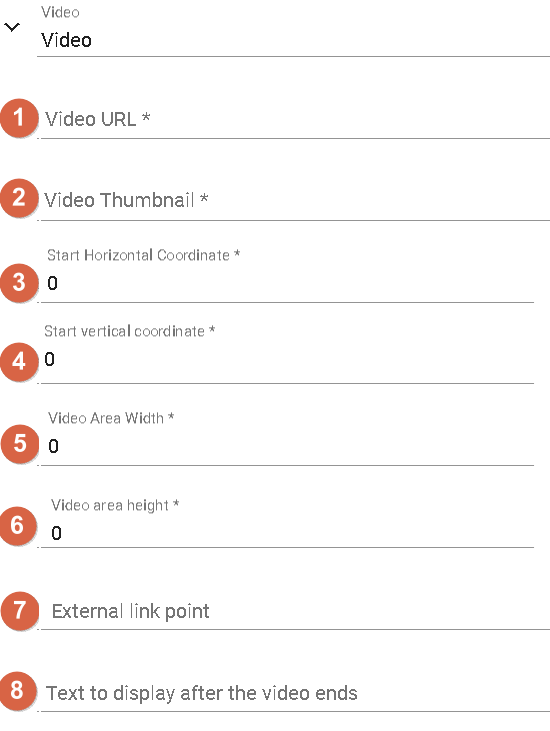 Video
Video
1 Video URL *
2 Video Thumbnail *
Start Horizontal Coordinate *
3 0
Start vertical coordinate *
4 0
Video Area Width *
5 0
Video area height *
6 0
7 External link point
8 Text to display after the video ends